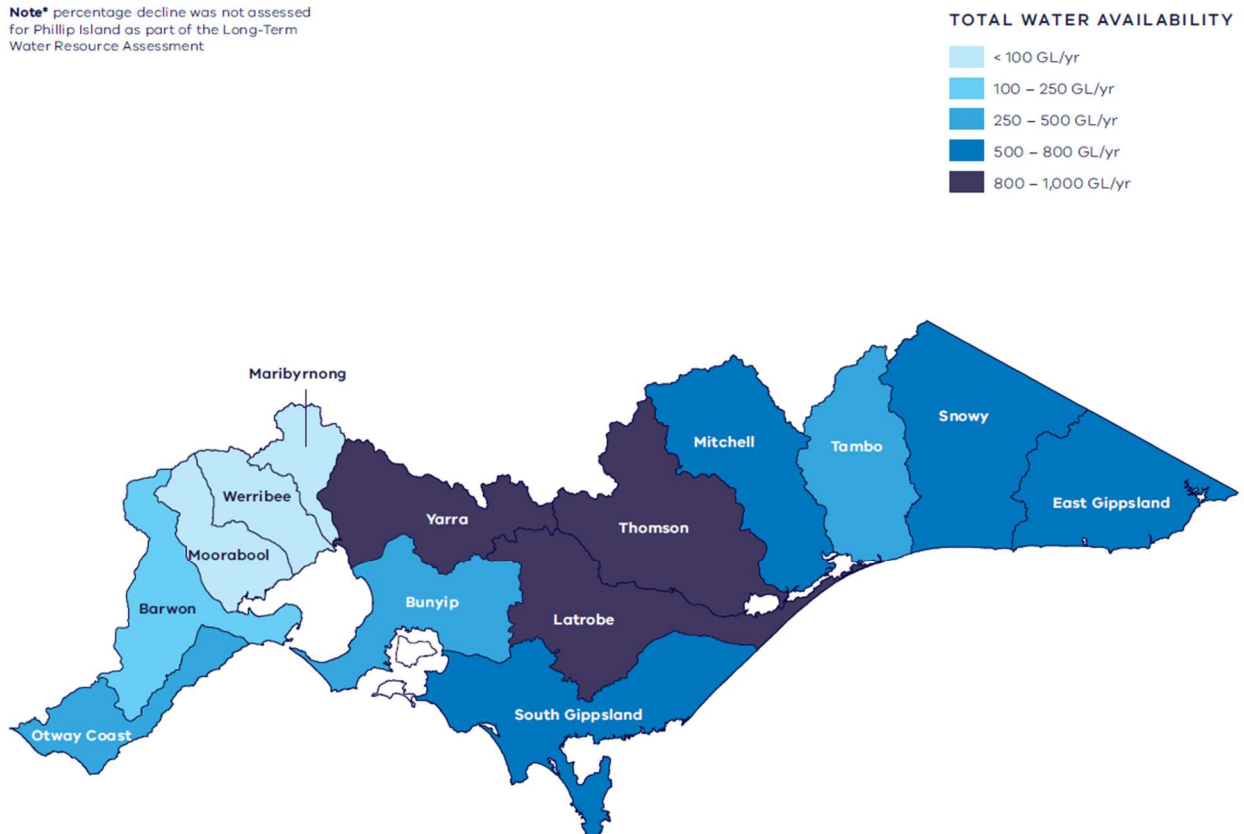 Note* percentage decline was not assessed
for Phillip Island as part of the Long-Term
Water Resource Assessment
TOTAL WATER AVAILABILITY
< 100 GL/yr
100 – 250 GL/yr
250 – 500 GL/yr
500 – 800 GL/yr
800 – 1,000 GL/yr
Maribyrnong
Werribee
Moorabool
Barwon
Otway Coast
Yarra
Bunyip
Thomson
Latrobe
South Gippsland
Mitchell
Tambo
Snowy
East Gippsland